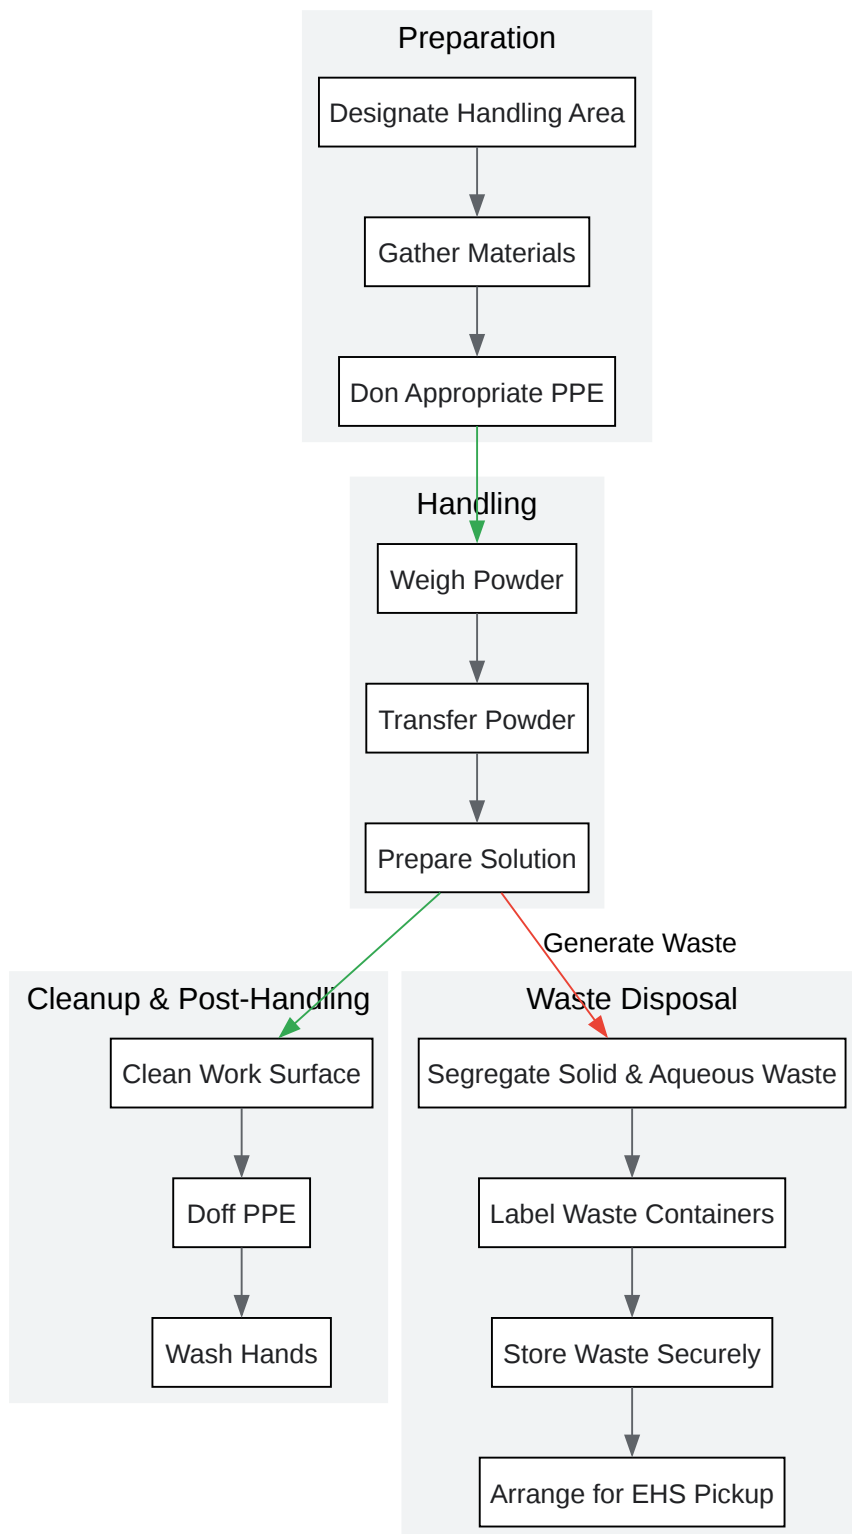 Preparation
Designate Handling Area
Gather Materials
Don Appropriate PPE
Handling
Weigh Powder
Transfer Powder
Prepare Solution
Generate Waste
Cleanup & Post-Handling
Clean Work Surface
Doff PPE
Wash Hands
Waste Disposal
Segregate Solid & Aqueous Waste
Label Waste Containers
Store Waste Securely
Arrange for EHS Pickup